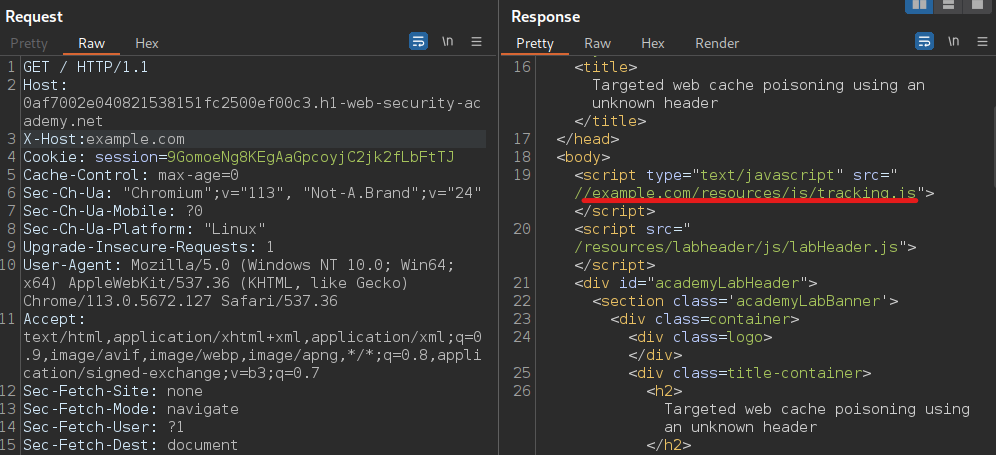 Request
Pretty Raw Hex
\n
1 GET / HTTP/1.1
2 Host:
0af7002e040821538151fc2500ef00c3.h1-web-security-ac
ademy.net
3 X-Host:example.com
4 Cookie: session=9GomoeNg8KEgAaGpcoyjC2jk2fLbFtTJ
5 Cache-Control: max-age=0
6 Sec-Ch-Ua: "Chromium";v="113", "Not-A.Brand";v="24"
7 Sec-Ch-Ua-Mobile: ?0
8 Sec-Ch-Ua-Platform: "Linux"
9 Upgrade-Insecure-Requests: 1
10 User-Agent: Mozilla/5.0 (Windows NT 10.0; Win64;
x64) AppleWebKit/537.36 (KHTML, like Gecko)
Chrome/113.0.5672.127 Safari/537.36
11 Accept:
text/html,application/xhtml+xml,application/xml;q=0
.9,image/avif,image/webp,image/apng,*/*;q=0.8,appli
cation/signed-exchange;v=b3;q=0.7
12 Sec-Fetch-Site: none
13 Sec-Fetch-Mode: navigate
14 Sec-Fetch-User: ?1
15 Sec-Fetch-Dest: document
Response
Pretty Raw Hex Render
\n
16 <title>
Targeted web cache poisoning using an
unknown header
</title>
17 </head>
18 <body>
19 <script type="text/javascript" src="
//example.com/resources/js/tracking.js">
</script>
20 <script src="
/resources/labheader/js/labHeader.js">
</script>
21 <div id="academyLabHeader">
22 <section class='academyLabBanner'>
23 <div class=container>
24 <div class=logo>
</div>
25 <div class=title-container>
26 <h2>
Targeted web cache poisoning using
an unknown header
</h2>